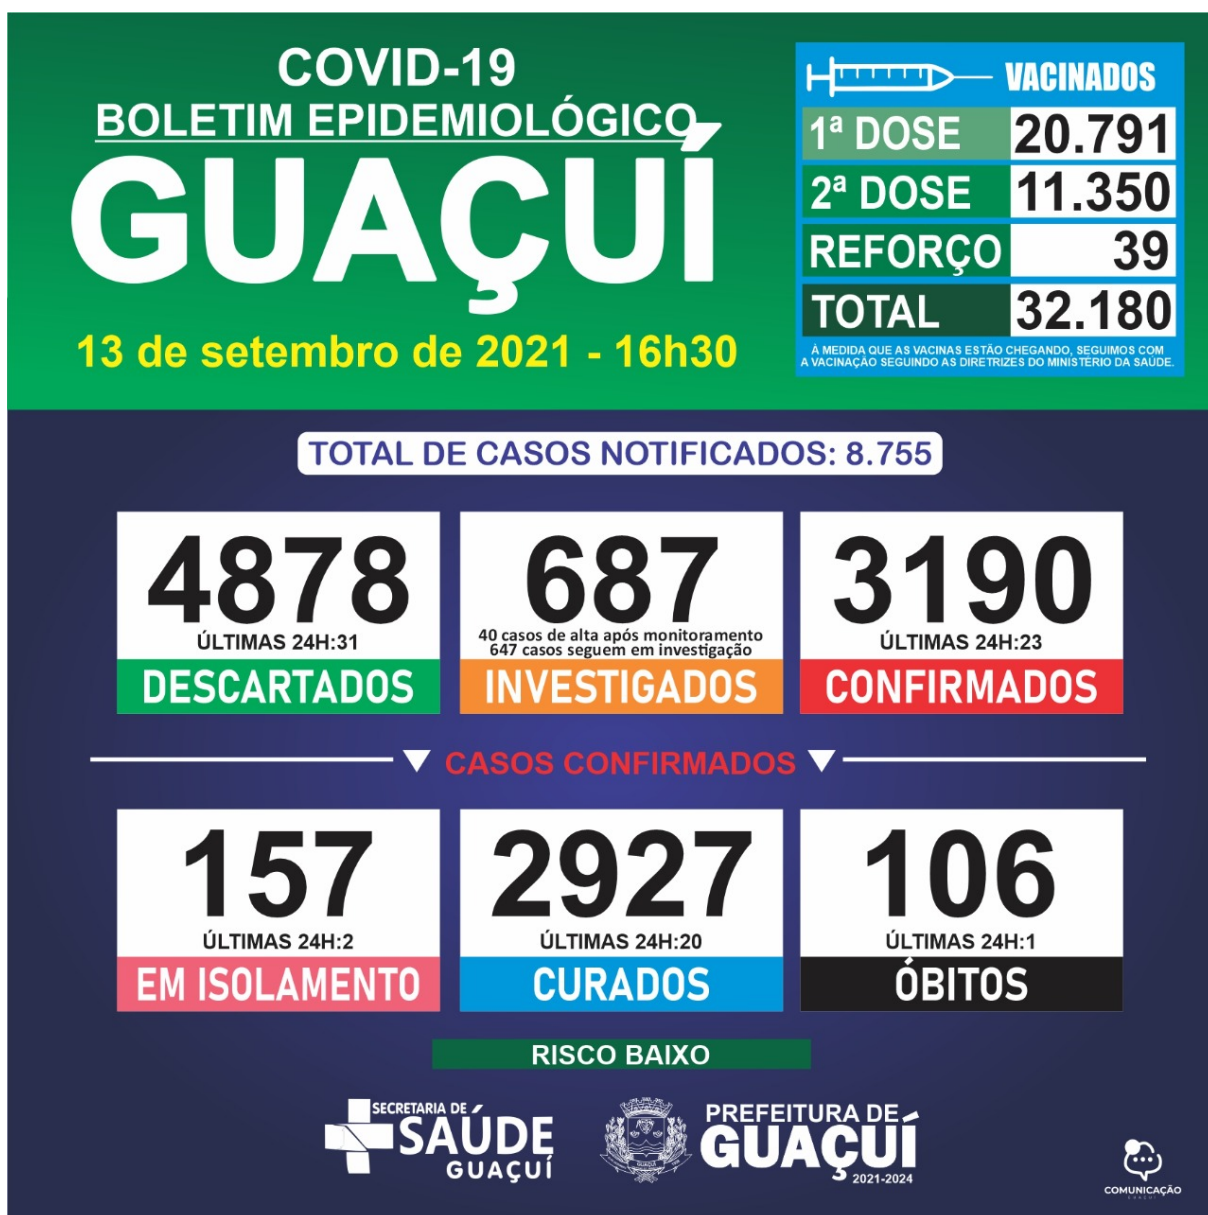 COVID-19
BOLETIM EPIDEMIOLÓGICO
GUAÇUÍ
13 de setembro de 2021 - 16h30
VACINADOS
1ª DOSE 20.791
2ª DOSE 11.350
REFORÇO 39
TOTAL 32.180
À MEDIDA QUE AS VACINAS ESTÃO CHEGANDO, SEGUIMOS COM
A VACINAÇÃO SEGUINDO AS DIRETRIZES DO MINISTÉRIO DA SAÚDE.
TOTAL DE CASOS NOTIFICADOS: 8.755
4878
ÚLTIMAS 24H:31
DESCARTADOS
687
40 casos de alta após monitoramento
647 casos seguem em investigação
INVESTIGADOS
3190
ÚLTIMAS 24H:23
CONFIRMADOS
CASOS CONFIRMADOS
157
ÚLTIMAS 24H:2
EM ISOLAMENTO
2927
ÚLTIMAS 24H:20
CURADOS
106
ÚLTIMAS 24H:1
ÓBITOS
RISCO BAIXO
SECRETARIA DE
SAÚDE
GUAÇUÍ
PREFEITURA DE
GUAÇUÍ
2021-2024
COMUNICAÇÃO